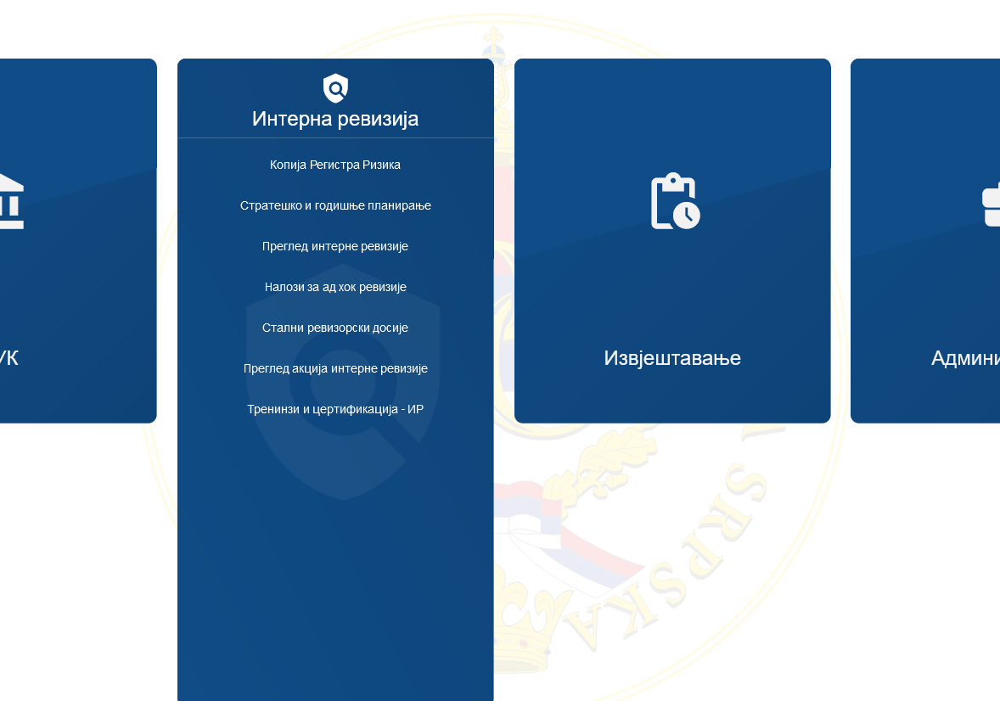 Интерна ревизија
Копија Регистра Ризика
Стратешко и годишње планирање
Преглед интерне ревизије
Налози за ад хок ревизије
Стални ревизорски досије
Преглед акција интерне ревизије
Тренинзи и цертификација - ИР
УК
Извјештавање
Админи
SRPSKA